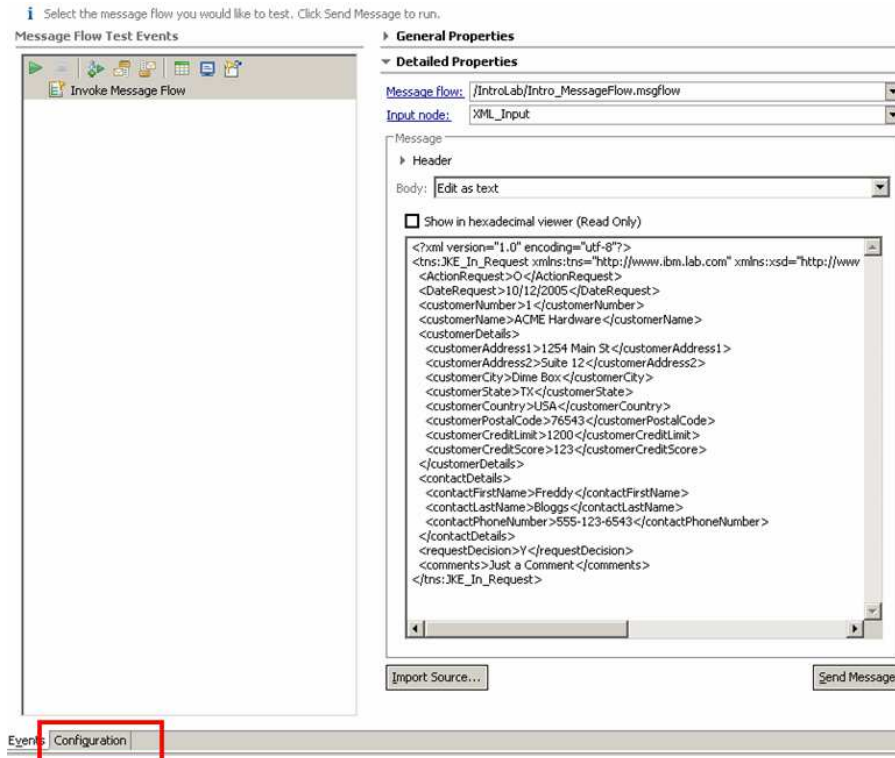 Select the message flow you would like to test. Click Send Message to run.
Message Flow Test Events
Invoke Message Flow
General Properties
Detailed Properties
Message flow: /IntroLab/Intro_MessageFlow.msgflow
Input node: XML_Input
Message
Header
Body: Edit as text
Show in hexadecimal viewer (Read Only)
<?xml version="1.0" encoding="utf-8"?>
<tns:JKE_In_Request xmlns:tns="http://www.ibm.lab.com" xmlns:xsd="http://www
<ActionRequest>O</ActionRequest>
<DateRequest>10/12/2005</DateRequest>
<customerNumber>1</customerNumber>
<customerName>ACME Hardware</customerName>
<customerDetails>
<customerAddress1>1254 Main St</customerAddress1>
<customerAddress2>Suite 12</customerAddress2>
<customerCity>Dime Box</customerCity>
<customerState>TX</customerState>
<customerCountry>USA</customerCountry>
<customerPostalCode>76543</customerPostalCode>
<customerCreditLimit>1200</customerCreditLimit>
<customerCreditScore>123</customerCreditScore>
</customerDetails>
<contactDetails>
<contactFirstName>Freddy</contactFirstName>
<contactLastName>Bloggs</contactLastName>
<contactPhoneNumber>555-123-6543</contactPhoneNumber>
</contactDetails>
<requestDecision>Y</requestDecision>
<comments>Just a Comment</comments>
</tns:JKE_In_Request>
Import Source...
Send Message
Events
Configuration